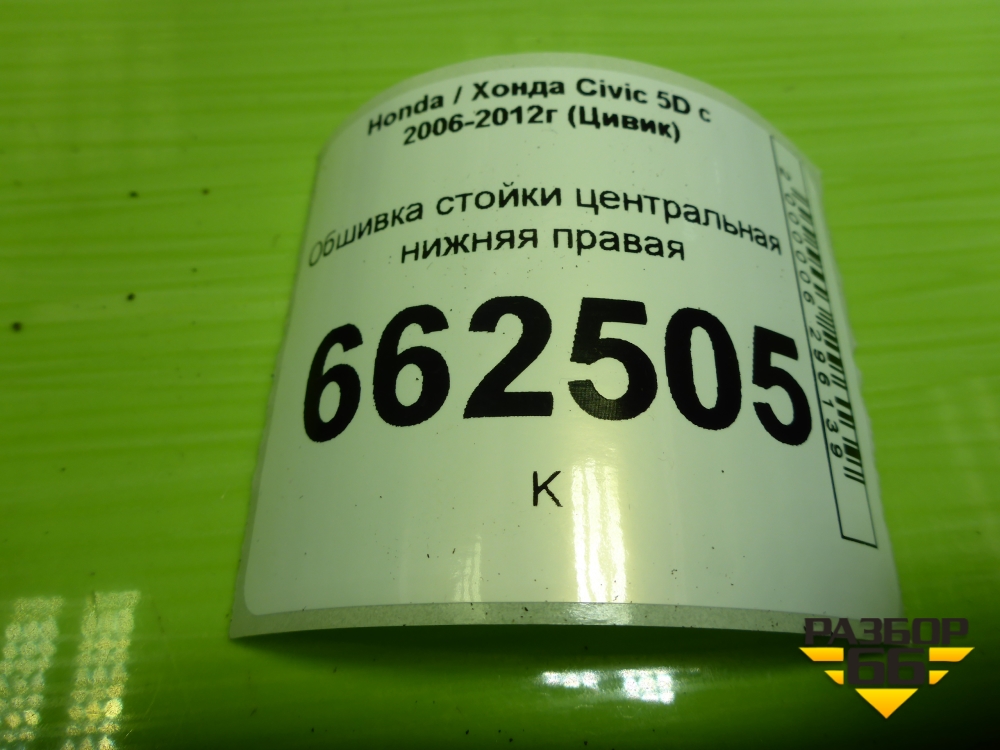 Honda / Хонда Civic 5D с
2006-2012г (Цивик)
Обшивка стойки центральная
нижняя правая
662505
К
2000006296139
РАЗБОР
66